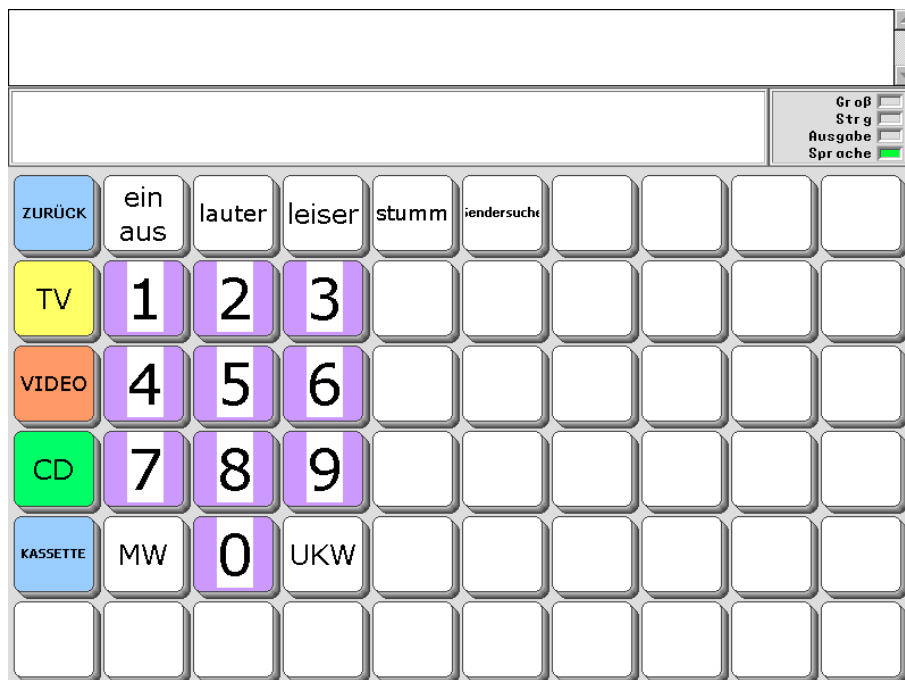 Groß
Strg
Ausgabe
Sprache
ZURÜCK
ein
aus
lauter
leiser
stumm
Sendersuche
TV
1
2
3
VIDEO
4
5
6
CD
7
8
9
KASSETTE
MW
0
UKW